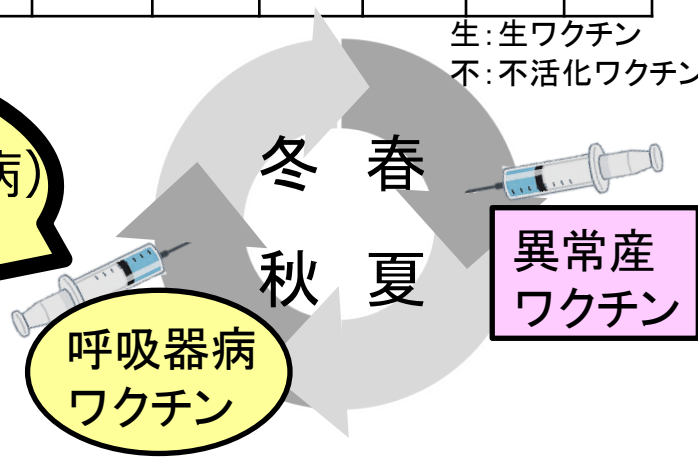 生：生ワクチン
不：不活化ワクチン
病）
冬 春
秋 夏
異常産
ワクチン
呼吸器病
ワクチン